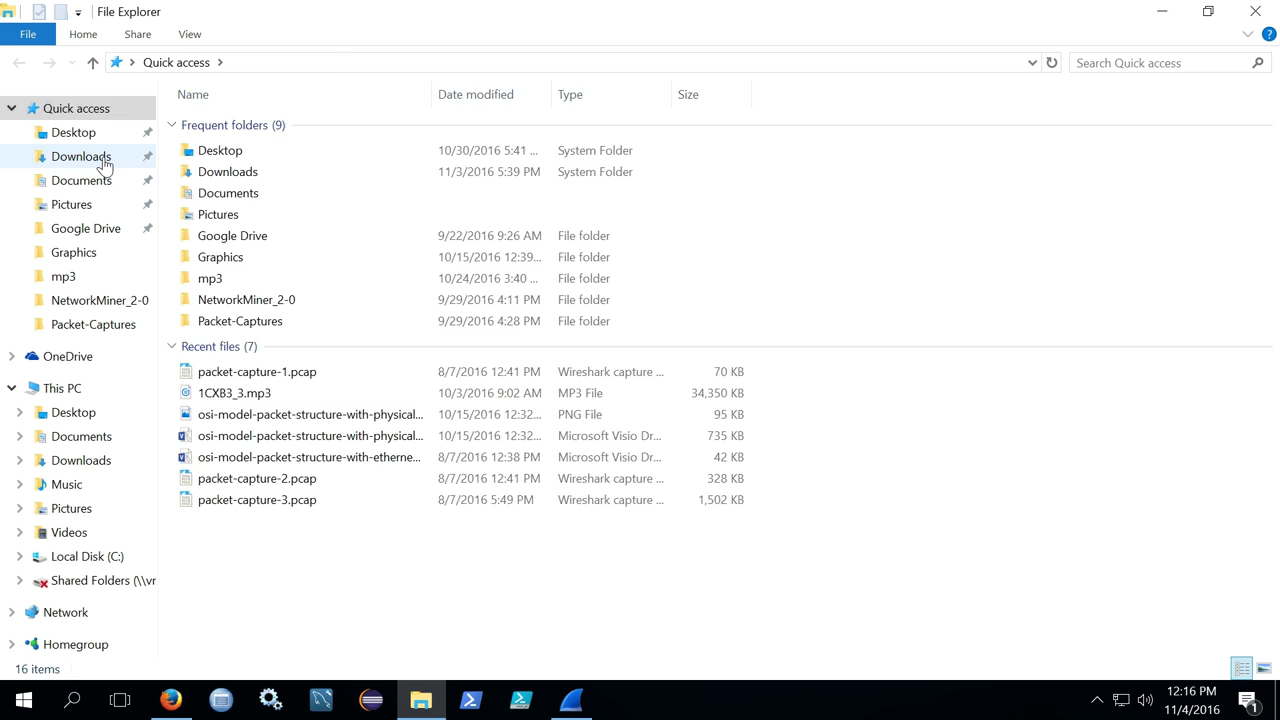 File Explorer
File Home Share View
Quick access
Search Quick access
Name Date modified Type Size
Quick access
Desktop
Downloads
Documents
Pictures
Google Drive
Graphics
mp3
NetworkMiner_2-0
Packet-Captures
OneDrive
This PC
Desktop
Documents
Downloads
Music
Pictures
Videos
Local Disk (C:)
Shared Folders (\\vr
Network
Homegroup
Frequent folders (9)
Desktop 10/30/2016 5:41 ... System Folder
Downloads 11/3/2016 5:39 PM System Folder
Documents
Pictures
Google Drive 9/22/2016 9:26 AM File folder
Graphics 10/15/2016 12:39... File folder
mp3 10/24/2016 3:40 ... File folder
NetworkMiner_2-0 9/29/2016 4:11 PM File folder
Packet-Captures 9/29/2016 4:28 PM File folder
Recent files (7)
packet-capture-1.pcap 8/7/2016 12:41 PM Wireshark capture ... 70 KB
1CXB3_3.mp3 10/3/2016 9:02 AM MP3 File 34,350 KB
osi-model-packet-structure-with-physical... 10/15/2016 12:32... PNG File 95 KB
osi-model-packet-structure-with-physical... 10/15/2016 12:32... Microsoft Visio Dr... 735 KB
osi-model-packet-structure-with-etherne... 8/7/2016 12:38 PM Microsoft Visio Dr... 42 KB
packet-capture-2.pcap 8/7/2016 12:41 PM Wireshark capture ... 328 KB
packet-capture-3.pcap 8/7/2016 5:49 PM Wireshark capture ... 1,502 KB
16 items
12:16 PM
11/4/2016
1